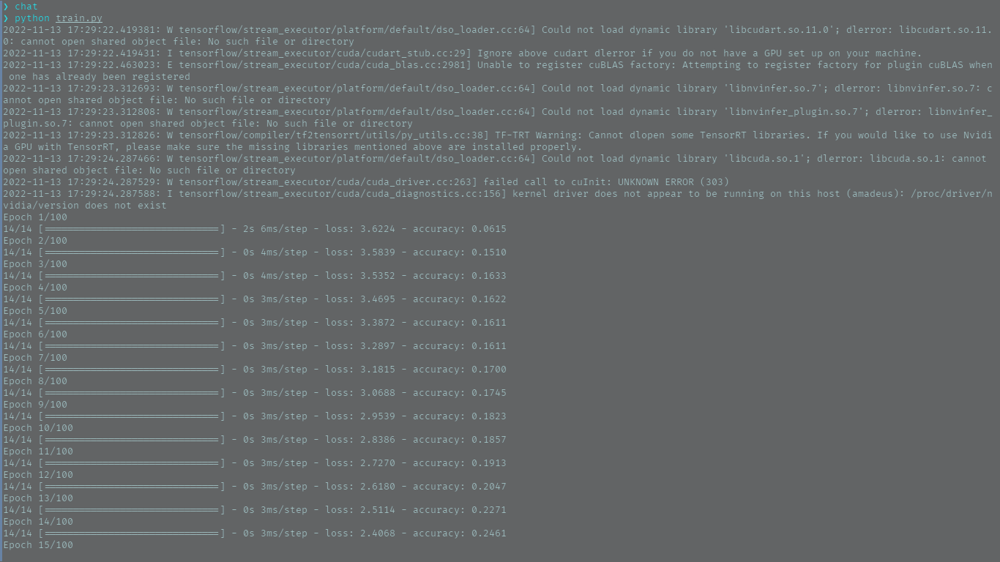 ❯ chat
❯ python train.py
2022-11-13 17:29:22.419381: W tensorflow/stream_executor/platform/default/dso_loader.cc:64] Could not load dynamic library 'libcudart.so.11.0'; dlerror: libcudart.so.11.
0: cannot open shared object file: No such file or directory
2022-11-13 17:29:22.419431: I tensorflow/stream_executor/cuda/cudart_stub.cc:29] Ignore above cudart dlerror if you do not have a GPU set up on your machine.
2022-11-13 17:29:22.463023: E tensorflow/stream_executor/cuda/cuda_blas.cc:2981] Unable to register cuBLAS factory: Attempting to register factory for plugin cuBLAS when
 one has already been registered
2022-11-13 17:29:23.312693: W tensorflow/stream_executor/platform/default/dso_loader.cc:64] Could not load dynamic library 'libnvinfer.so.7'; dlerror: libnvinfer.so.7: c
annot open shared object file: No such file or directory
2022-11-13 17:29:23.312808: W tensorflow/stream_executor/platform/default/dso_loader.cc:64] Could not load dynamic library 'libnvinfer_plugin.so.7'; dlerror: libnvinfer_
plugin.so.7: cannot open shared object file: No such file or directory
2022-11-13 17:29:23.312826: W tensorflow/compiler/tf2tensorrt/utils/py_utils.cc:38] TF-TRT Warning: Cannot dlopen some TensorRT libraries. If you would like to use Nvidi
a GPU with TensorRT, please make sure the missing libraries mentioned above are installed properly.
2022-11-13 17:29:24.287466: W tensorflow/stream_executor/platform/default/dso_loader.cc:64] Could not load dynamic library 'libcuda.so.1'; dlerror: libcuda.so.1: cannot
open shared object file: No such file or directory
2022-11-13 17:29:24.287529: W tensorflow/stream_executor/cuda/cuda_driver.cc:263] failed call to cuInit: UNKNOWN ERROR (303)
2022-11-13 17:29:24.287588: I tensorflow/stream_executor/cuda/cuda_diagnostics.cc:156] kernel driver does not appear to be running on this host (amadeus): /proc/driver/n
vidia/version does not exist
Epoch 1/100
14/14 [==============================] - 2s 6ms/step - loss: 3.6224 - accuracy: 0.0615
Epoch 2/100
14/14 [==============================] - 0s 4ms/step - loss: 3.5839 - accuracy: 0.1510
Epoch 3/100
14/14 [==============================] - 0s 4ms/step - loss: 3.5352 - accuracy: 0.1633
Epoch 4/100
14/14 [==============================] - 0s 3ms/step - loss: 3.4695 - accuracy: 0.1622
Epoch 5/100
14/14 [==============================] - 0s 3ms/step - loss: 3.3872 - accuracy: 0.1611
Epoch 6/100
14/14 [==============================] - 0s 3ms/step - loss: 3.2897 - accuracy: 0.1611
Epoch 7/100
14/14 [==============================] - 0s 3ms/step - loss: 3.1815 - accuracy: 0.1700
Epoch 8/100
14/14 [==============================] - 0s 3ms/step - loss: 3.0688 - accuracy: 0.1745
Epoch 9/100
14/14 [==============================] - 0s 3ms/step - loss: 2.9539 - accuracy: 0.1823
Epoch 10/100
14/14 [==============================] - 0s 3ms/step - loss: 2.8386 - accuracy: 0.1857
Epoch 11/100
14/14 [==============================] - 0s 3ms/step - loss: 2.7270 - accuracy: 0.1913
Epoch 12/100
14/14 [==============================] - 0s 3ms/step - loss: 2.6180 - accuracy: 0.2047
Epoch 13/100
14/14 [==============================] - 0s 3ms/step - loss: 2.5114 - accuracy: 0.2271
Epoch 14/100
14/14 [==============================] - 0s 3ms/step - loss: 2.4068 - accuracy: 0.2461
Epoch 15/100